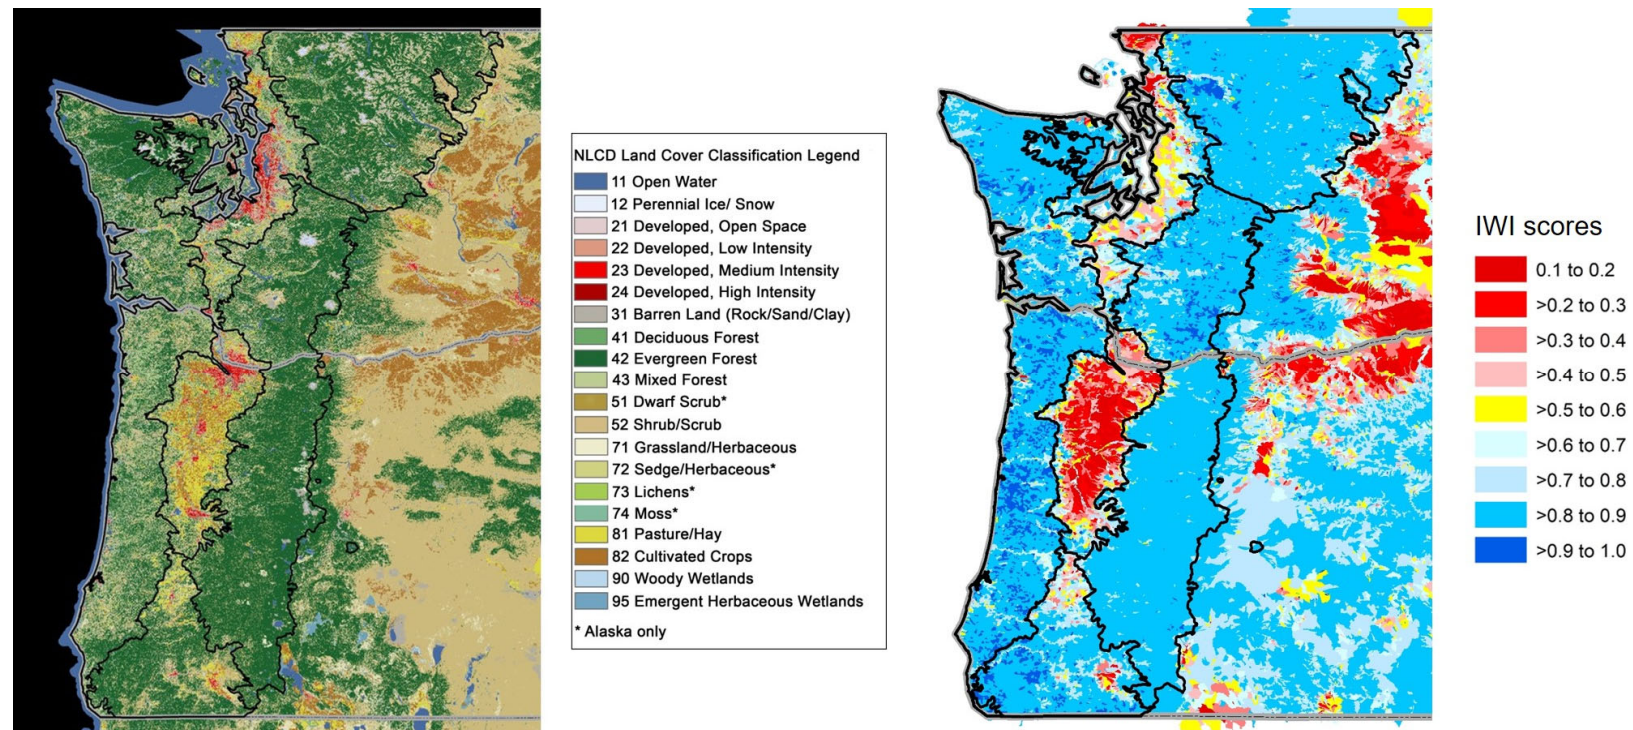 NLCD Land Cover Classification Legend
11 Open Water
12 Perennial Ice/ Snow
21 Developed, Open Space
22 Developed, Low Intensity
23 Developed, Medium Intensity
24 Developed, High Intensity
31 Barren Land (Rock/Sand/Clay)
41 Deciduous Forest
42 Evergreen Forest
43 Mixed Forest
51 Dwarf Scrub*
52 Shrub/Scrub
71 Grassland/Herbaceous
72 Sedge/Herbaceous*
73 Lichens*
74 Moss*
81 Pasture/Hay
82 Cultivated Crops
90 Woody Wetlands
95 Emergent Herbaceous Wetlands
* Alaska only
IWI scores
0.1 to 0.2
>0.2 to 0.3
>0.3 to 0.4
>0.4 to 0.5
>0.5 to 0.6
>0.6 to 0.7
>0.7 to 0.8
>0.8 to 0.9
>0.9 to 1.0